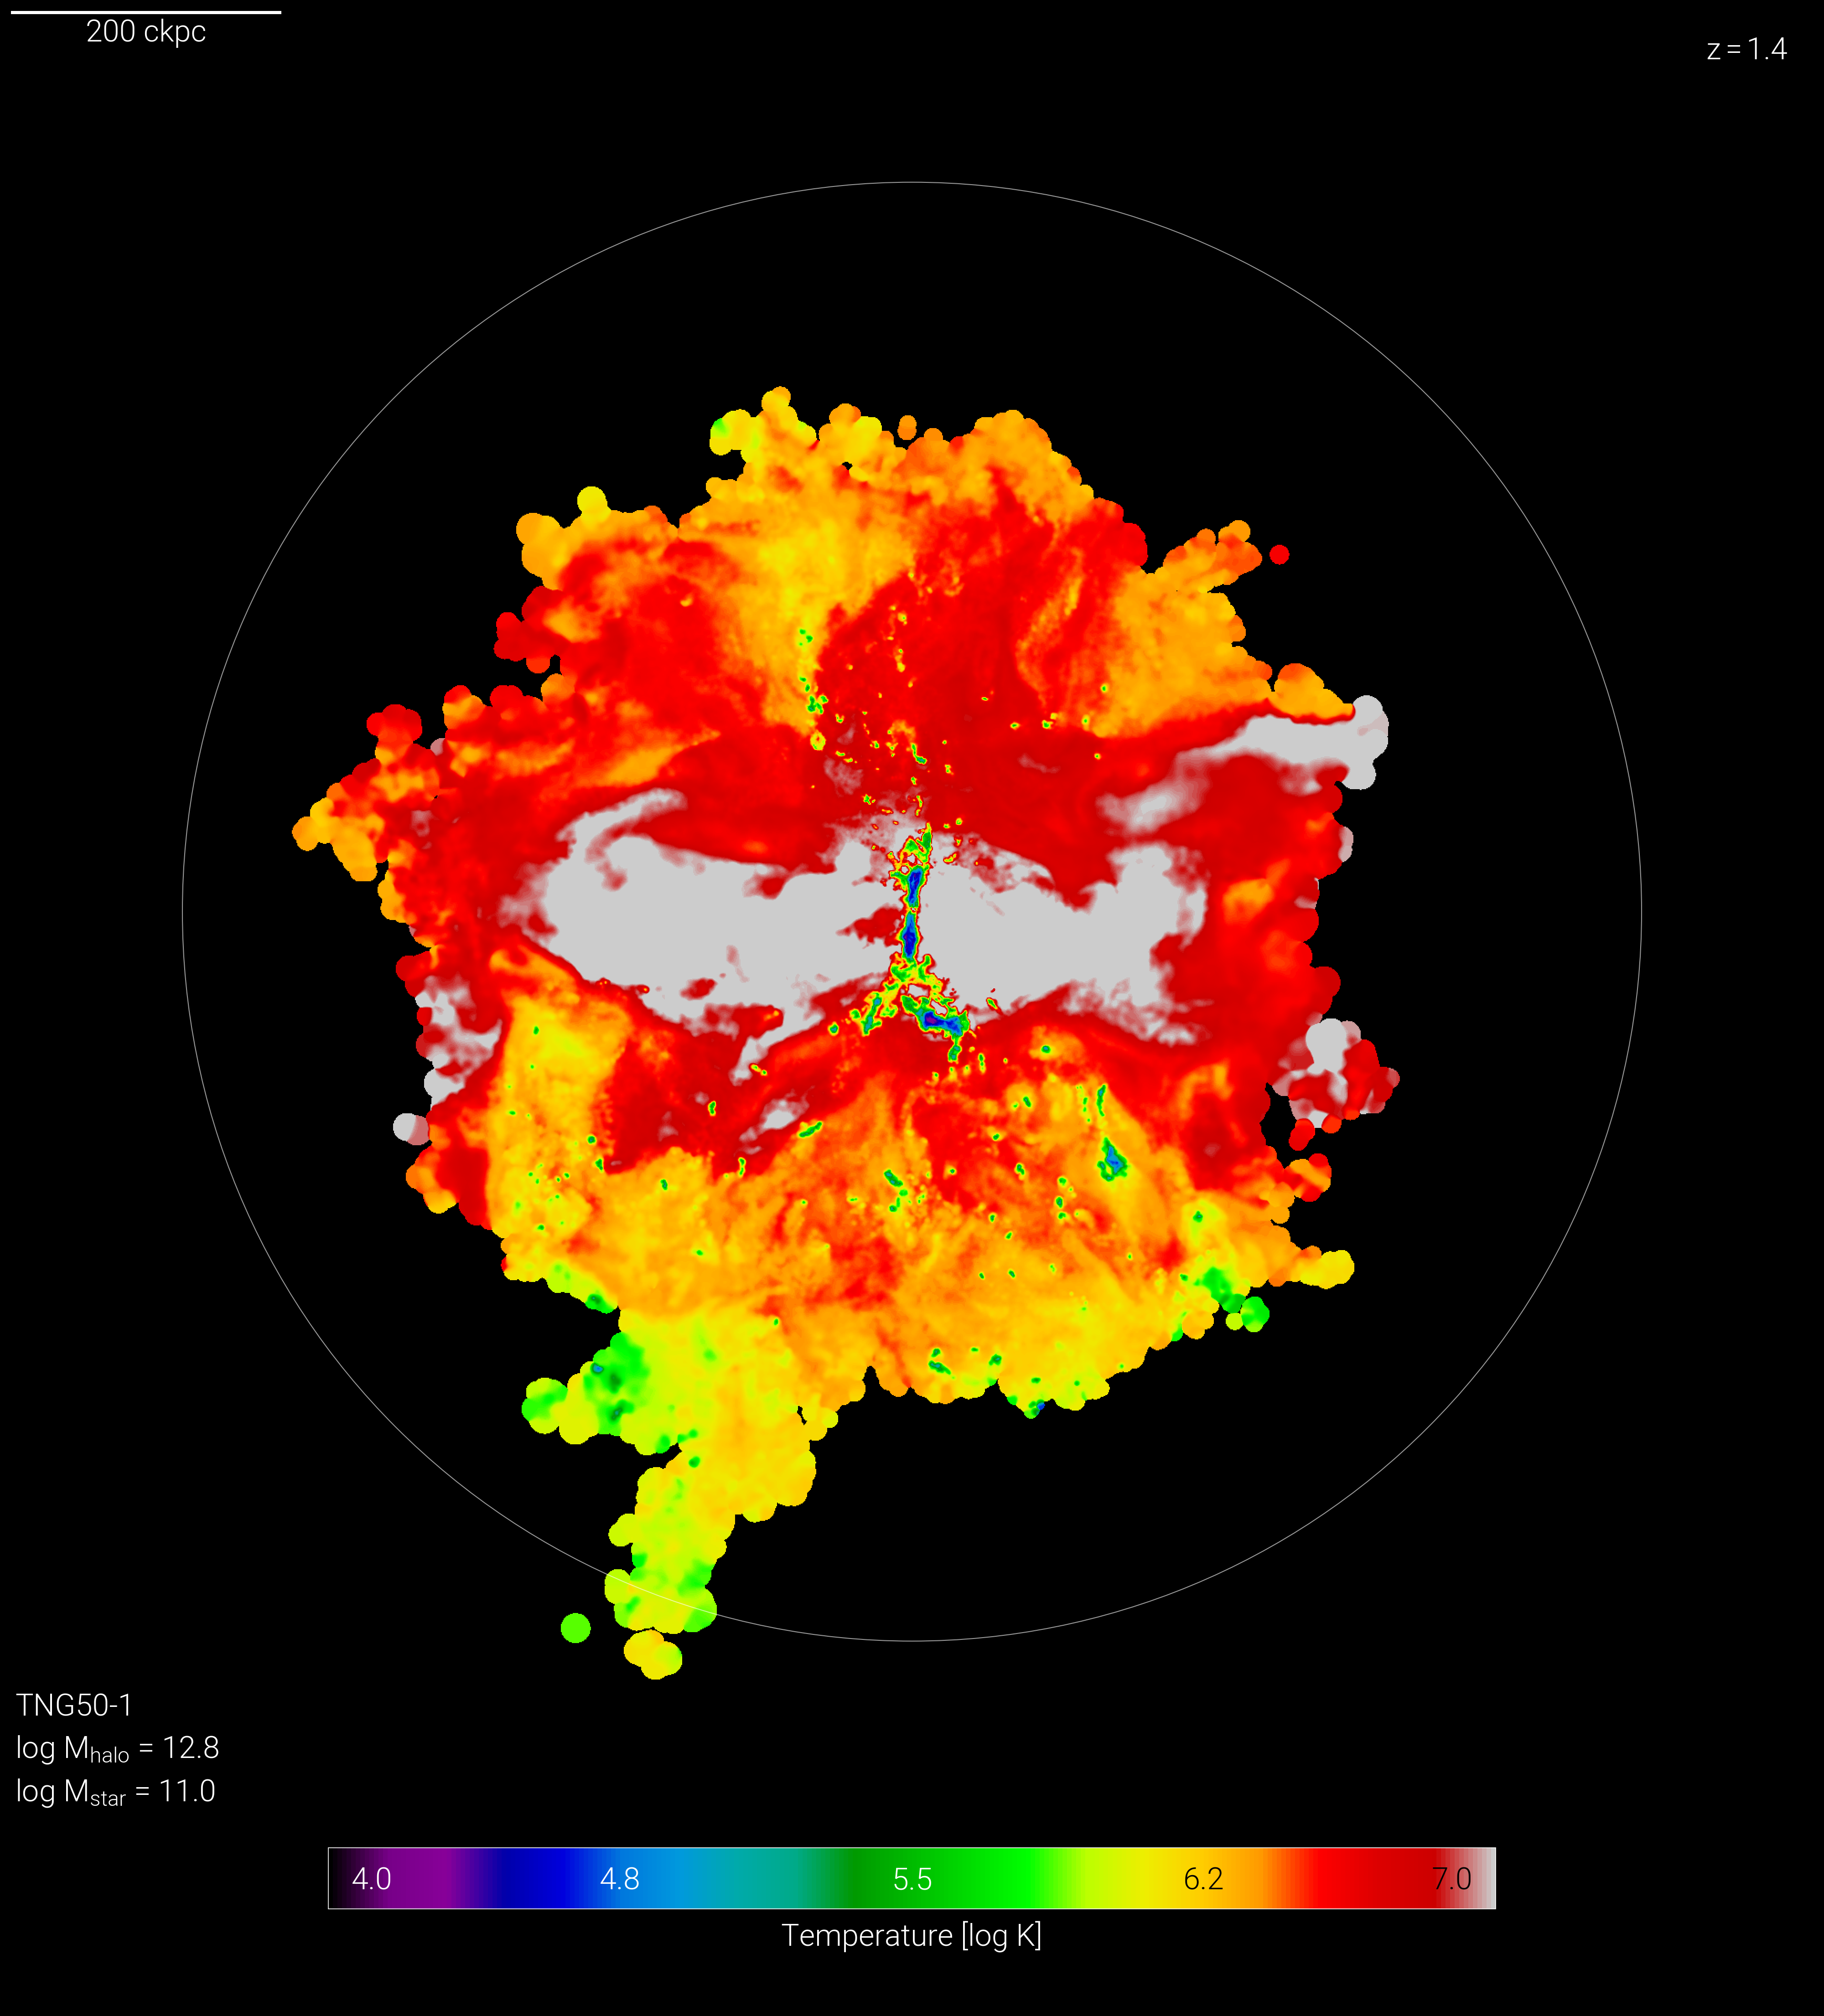 200 ckpc
z = 1.4
TNG50-1
log Mhalo = 12.8
log Mstar = 11.0
4.0 4.8 5.5 6.2 7.0
Temperature [log K]